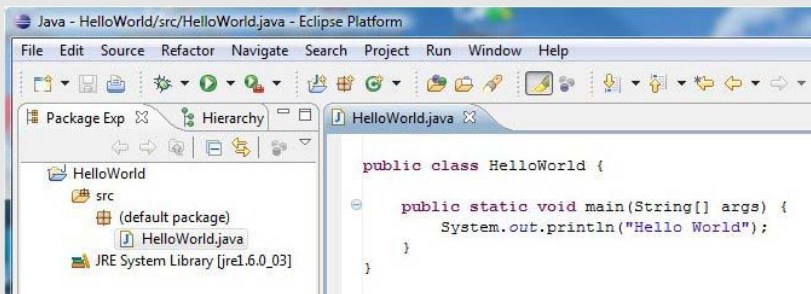 Java - HelloWorld/src/HelloWorld.java - Eclipse Platform
File Edit Source Refactor Navigate Search Project Run Window Help
Package Exp Hierarchy
HelloWorld
src
(default package)
HelloWorld.java
JRE System Library [jre1.6.0_03]
HelloWorld.java
public class HelloWorld {
public static void main(String[] args) {
System.out.println("Hello World");
}
}